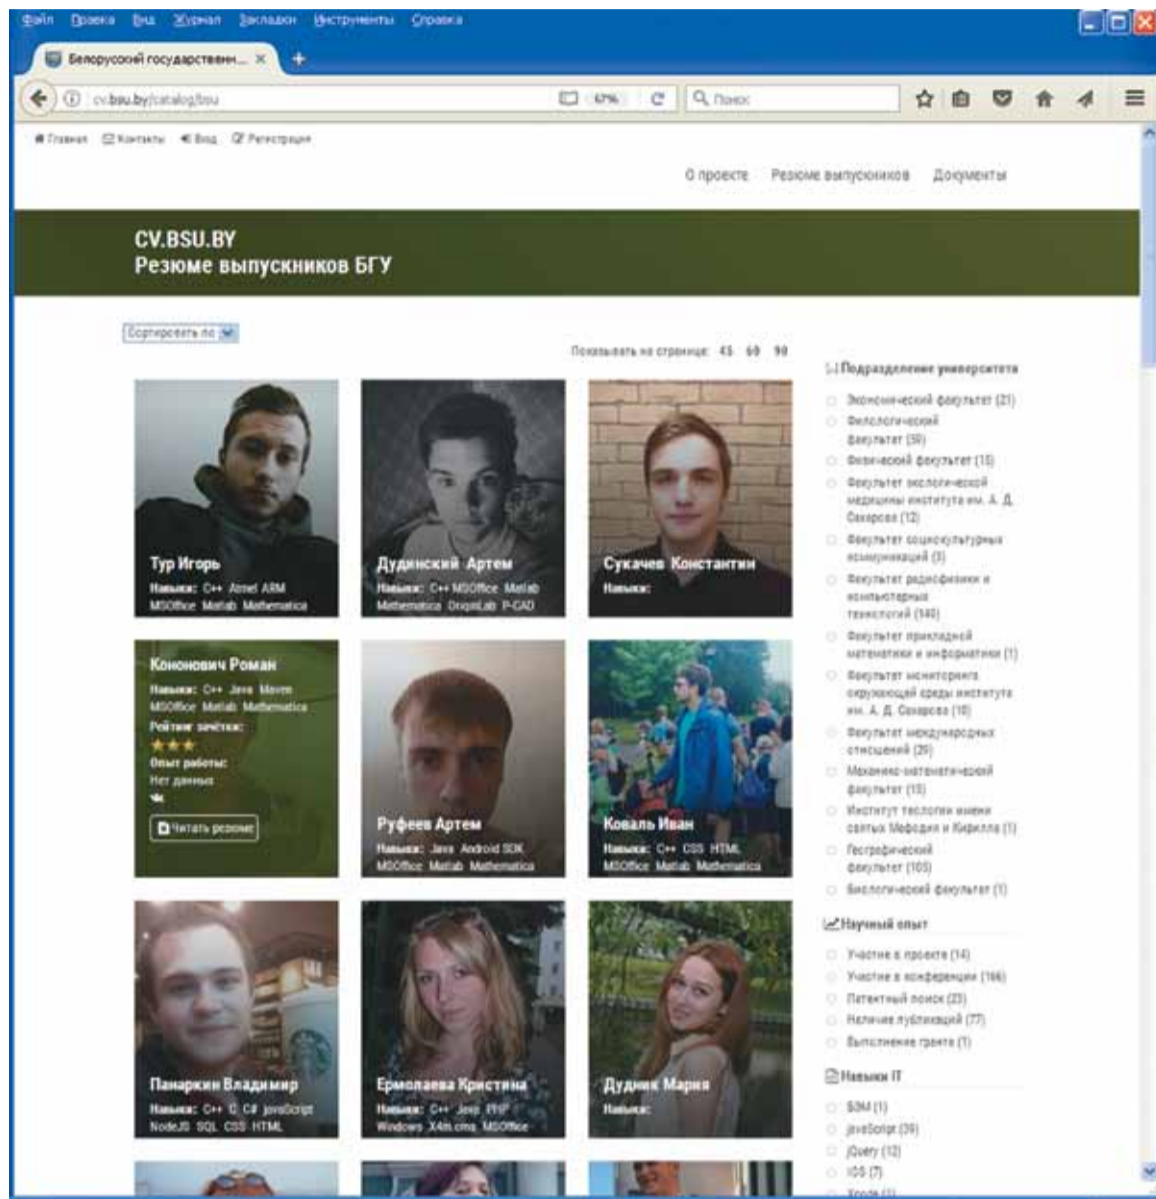 Файл Правка Вид Журнал Закладки Инструменты Справка
Белорусский государственн...
cv.bsu.by/catalog/bsu
67%
Поиск
Главная Контакты Вход Регистрация
О проекте Резюме выпускников Документы
CV.BSU.BY
Резюме выпускников БГУ
Сортировать по
Показывать на странице: 45 60 90
Тур Игорь
Навыки: C++ Atmel ARM
MSOffice Matlab Mathematica
Дудинский Артем
Навыки: C++ MSOffice Matlab
Mathematica OriginLab P-CAD
Сукачев Константин
Навыки:
Кононович Роман
Навыки: C++ Java Maven
MSOffice Matlab Mathematica
Рейтинг зачётки:
Опыт работы:
Нет данных
Читать резюме
Руфеев Артем
Навыки: Java Android SDK
MSOffice Matlab Mathematica
Коваль Иван
Навыки: C++ CSS HTML
MSOffice Matlab Mathematica
Панаркин Владимир
Навыки: C++ C C# javaScript
NodeJS SQL CSS HTML
Ермолаева Кристина
Навыки: C++ Java PHP
Windows X4m.cms MSOffice
Дудник Мария
Навыки:
Подразделение университета
Экономический факультет (21)
Филологический
факультет (59)
Физический факультет (15)
Факультет экологической
медицины института им. А. Д.
Сахарова (12)
Факультет социокультурных
коммуникаций (3)
Факультет радиофизики и
компьютерных
технологий (140)
Факультет прикладной
математики и информатики (1)
Факультет мониторинга
окружающей среды института
им. А. Д. Сахарова (10)
Факультет международных
отношений (29)
Механико-математический
факультет (15)
Институт теологии имени
святых Мефодия и Кирилла (1)
Географический
факультет (105)
Биологический факультет (1)
Научный опыт
Участие в проекте (14)
Участие в конференции (166)
Патентный поиск (23)
Наличие публикаций (77)
Выполнение гранта (1)
Навыки IT
БЭМ (1)
javaScript (39)
jQuery (12)
iOS (7)
Xcode (1)